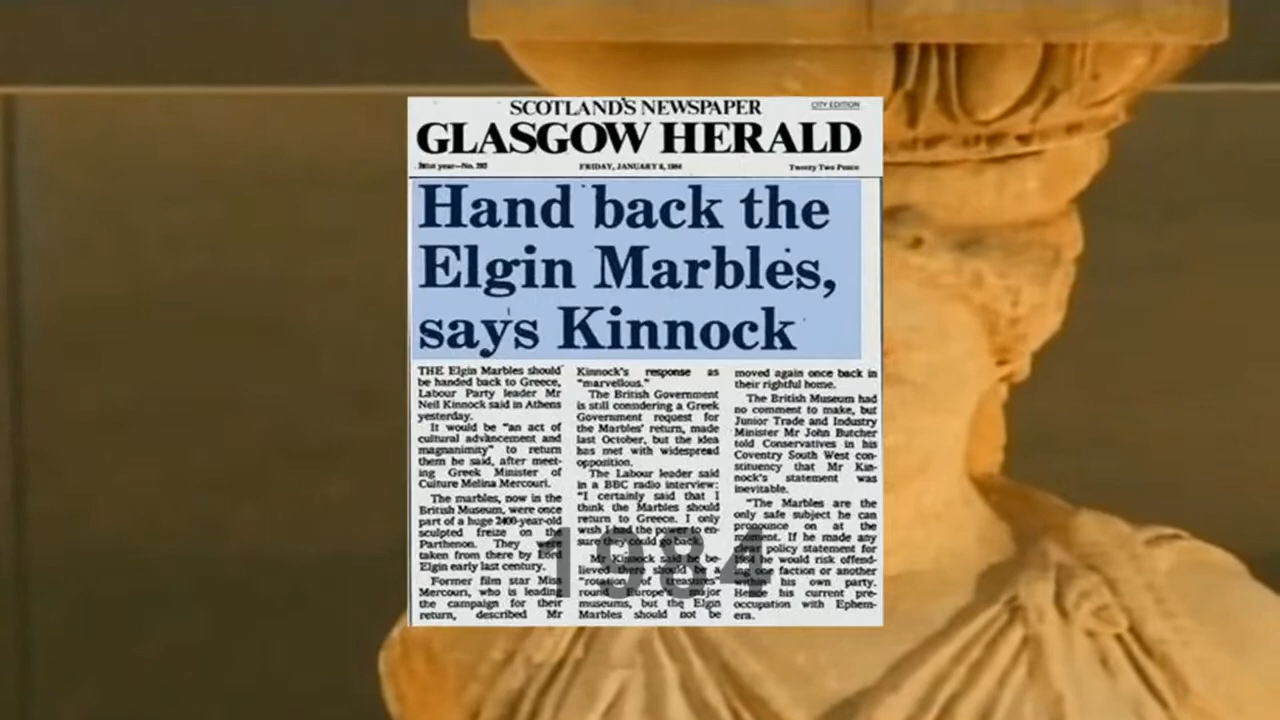 SCOTLAND'S NEWSPAPER
CITY EDITION
GLASGOW HERALD
year—No.
FRIDAY, JANUARY 6, 1984
Twenty Two Pence
Hand back the
Elgin Marbles,
says Kinnock
THE Elgin Marbles should
be handed back to Greece,
Labour Party leader Mr
Neil Kinnock said in Athens
yesterday.
It would be "an act of
cultural advancement and
magnanimity" to return
them he said, after meet-
ing Greek Minister of
Culture Melina Mercouri.
The marbles, now in the
British Museum, were once
part of a huge 2400-year-old
sculpted freize on the
Parthenon. They were
taken from there by Lord
Elgin early last century.
Former film star Miss
Mercouri, who is leading
the campaign for their
return, described Mr
Kinnock's response as
"marvellous."
The British Government
is still considering a Greek
Government request for
the Marbles' return, made
last October, but the idea
has met with widespread
opposition.
The Labour leader said
in a BBC radio interview:
"I certainly said that I
think the Marbles should
return to Greece. I only
wish I had the power to en-
sure they could go back.
Mr Kinnock said he be-
lieved there should be a
"rotation of treasures"
round Europe's major
museums, but the Elgin
Marbles should not be
moved again once back in
their rightful home.
The British Museum had
no comment to make, but
Junior Trade and Industry
Minister Mr John Butcher
told Conservatives in his
Coventry South West con-
stituency that Mr Kin-
nock's statement was
inevitable.
"The Marbles are the
only safe subject he can
pronounce on at the
moment. If he made any
clear policy statement for
1984 he would risk offend-
ing one faction or another
within his own party.
Hence his current pre-
occupation with Ephem-
era.
1984